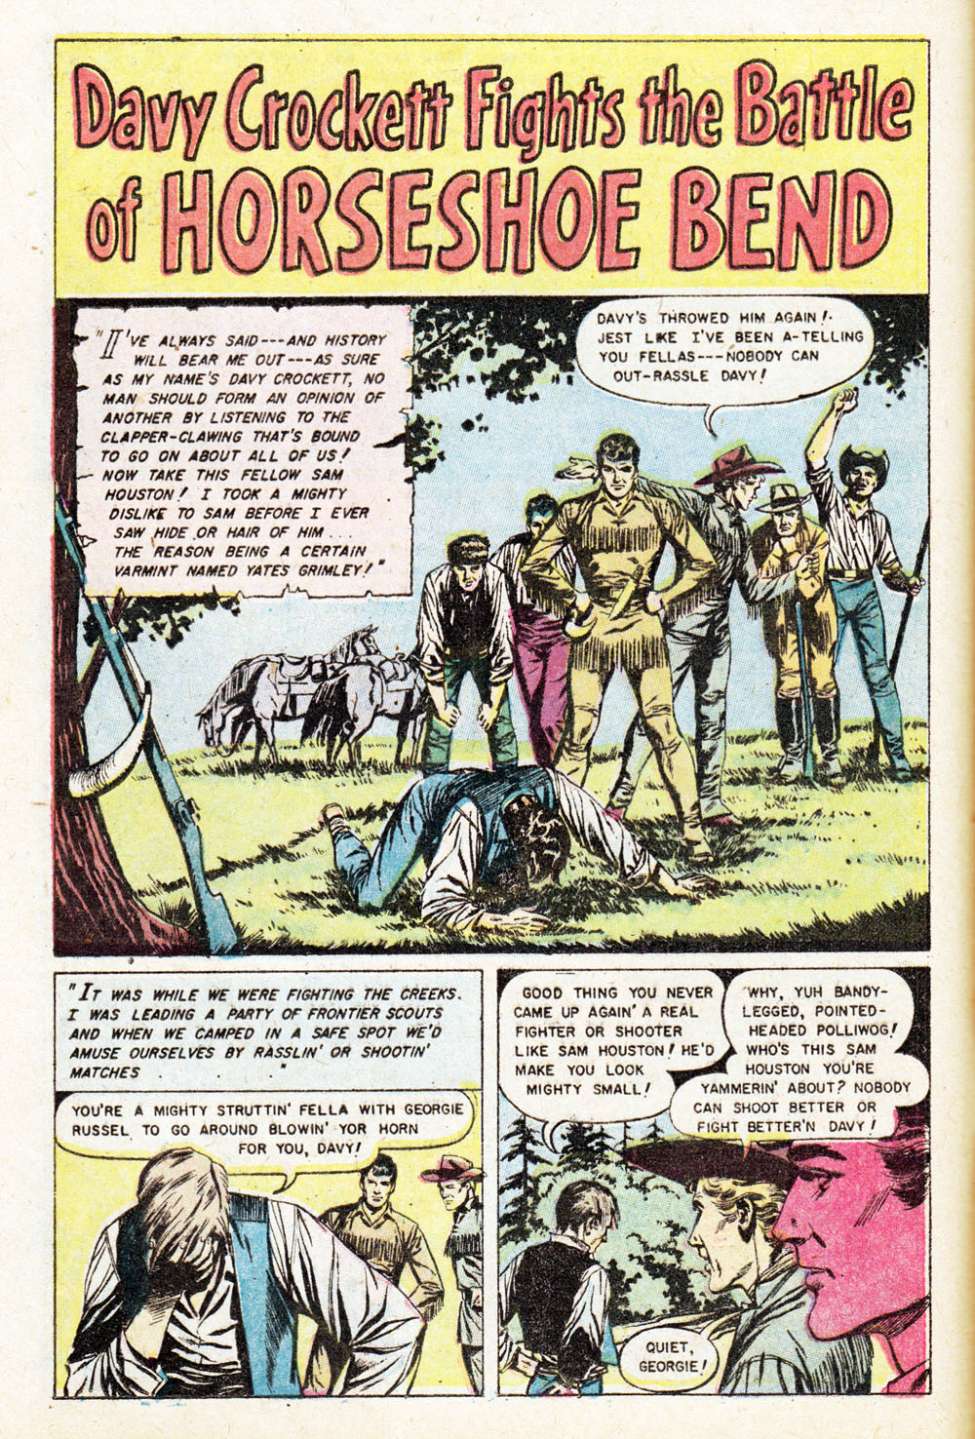 Davy Crockett Fights the Battle
of HORSESHOE BEND
"I'VE ALWAYS SAID---AND HISTORY
WILL BEAR ME OUT---AS SURE
AS MY NAME'S DAVY CROCKETT, NO
MAN SHOULD FORM AN OPINION OF
ANOTHER BY LISTENING TO THE
CLAPPER-CLAWING THAT'S BOUND
TO GO ON ABOUT ALL OF US!
NOW TAKE THIS FELLOW SAM
HOUSTON! I TOOK A MIGHTY
DISLIKE TO SAM BEFORE I EVER
SAW HIDE OR HAIR OF HIM...
THE REASON BEING A CERTAIN
VARMINT NAMED YATES GRIMLEY!"
DAVY'S THROWED HIM AGAIN!
JEST LIKE I'VE BEEN A-TELLING
YOU FELLAS---NOBODY CAN
OUT-RASSLE DAVY!
"IT WAS WHILE WE WERE FIGHTING THE CREEKS.
I WAS LEADING A PARTY OF FRONTIER SCOUTS
AND WHEN WE CAMPED IN A SAFE SPOT WE'D
AMUSE OURSELVES BY RASSLIN' OR SHOOTIN'
MATCHES . . . . "
YOU'RE A MIGHTY STRUTTIN' FELLA WITH GEORGIE
RUSSEL TO GO AROUND BLOWIN' YOR HORN
FOR YOU, DAVY!
GOOD THING YOU NEVER
CAME UP AGAIN' A REAL
FIGHTER OR SHOOTER
LIKE SAM HOUSTON! HE'D
MAKE YOU LOOK
MIGHTY SMALL!
WHY, YUH BANDY-
LEGGED, POINTED-
HEADED POLLIWOG!
WHO'S THIS SAM
HOUSTON YOU'RE
YAMMERIN' ABOUT? NOBODY
CAN SHOOT BETTER OR
FIGHT BETTER'N DAVY!
QUIET,
GEORGIE!